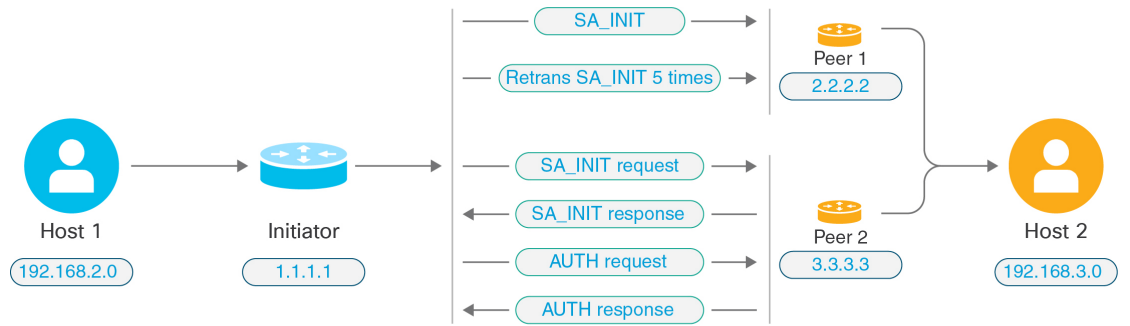 SA_INIT
Retrans SA_INIT 5 times
Peer 1
2.2.2.2
Host 1
192.168.2.0
Initiator
1.1.1.1
SA_INIT request
SA_INIT response
AUTH request
AUTH response
Peer 2
3.3.3.3
Host 2
192.168.3.0